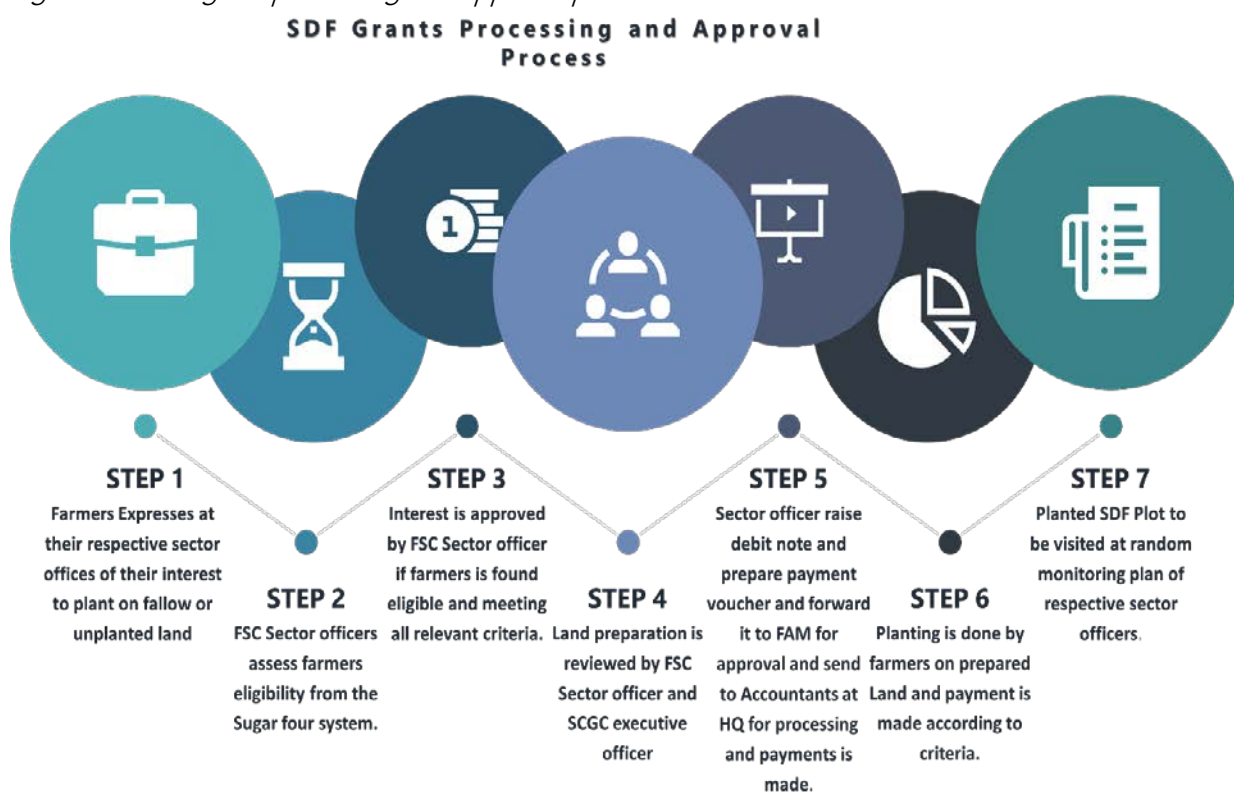 SDF Grants Processing and Approval
Process
1
STEP 1
Farmers Expresses at
their respective sector
offices of their interest
to plant on fallow or
unplanted land
STEP 2
FSC Sector officers
assess farmers
eligibility from the
Sugar four system.
STEP 3
Interest is approved
by FSC Sector officer
if farmers is found
eligible and meeting
all relevant criteria.
STEP 4
Land preparation is
reviewed by FSC
Sector officer and
SCGC executive
officer
STEP 5
Sector officer raise
debit note and
prepare payment
voucher and forward
it to FAM for
approval and send
to Accountants at
HQ for processing
and payments is
made.
STEP 6
Planting is done by
farmers on prepared
Land and payment is
made according to
criteria.
STEP 7
Planted SDF Plot to
be visited at random
monitoring plan of
respective sector
officers.